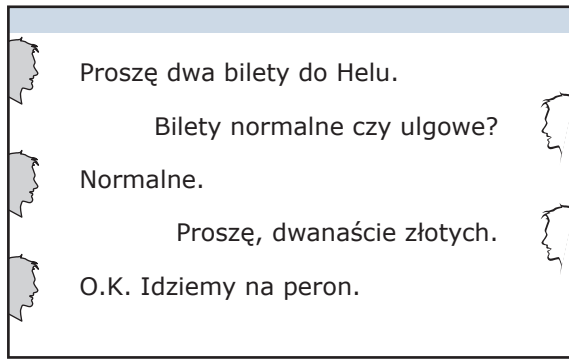 Proszę dwa bilety do Helu.
Bilety normalne czy ulgowe?
Normalne.
Proszę, dwanaście złotych.
O.K. Idziemy na peron.